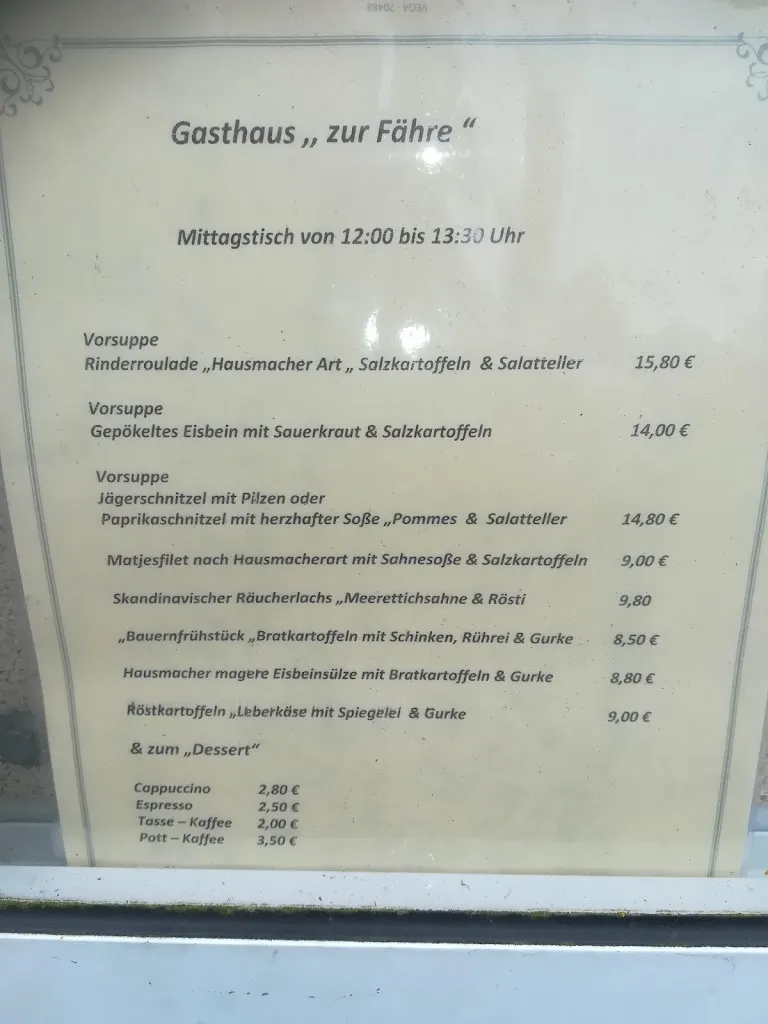 VEGA · 70488
Gasthaus „ zur Fähre “
Mittagstisch von 12:00 bis 13:30 Uhr
Vorsuppe
Rinderroulade „Hausmacher Art „ Salzkartoffeln & Salatteller 15,80 €
Vorsuppe
Gepökeltes Eisbein mit Sauerkraut & Salzkartoffeln 14,00 €
Vorsuppe
Jägerschnitzel mit Pilzen oder
Paprikaschnitzel mit herzhafter Soße „Pommes & Salatteller 14,80 €
Matjesfilet nach Hausmacherart mit Sahnesoße & Salzkartoffeln 9,00 €
Skandinavischer Räucherlachs „Meerettichsahne & Rösti 9,80
„Bauernfrühstück „Bratkartoffeln mit Schinken, Rührei & Gurke 8,50 €
Hausmacher magere Eisbeinsülze mit Bratkartoffeln & Gurke 8,80 €
Röstkartoffeln „Leberkäse mit Spiegelei & Gurke 9,00 €
& zum „Dessert“
Cappuccino 2,80 €
Espresso 2,50 €
Tasse – Kaffee 2,00 €
Pott – Kaffee 3,50 €